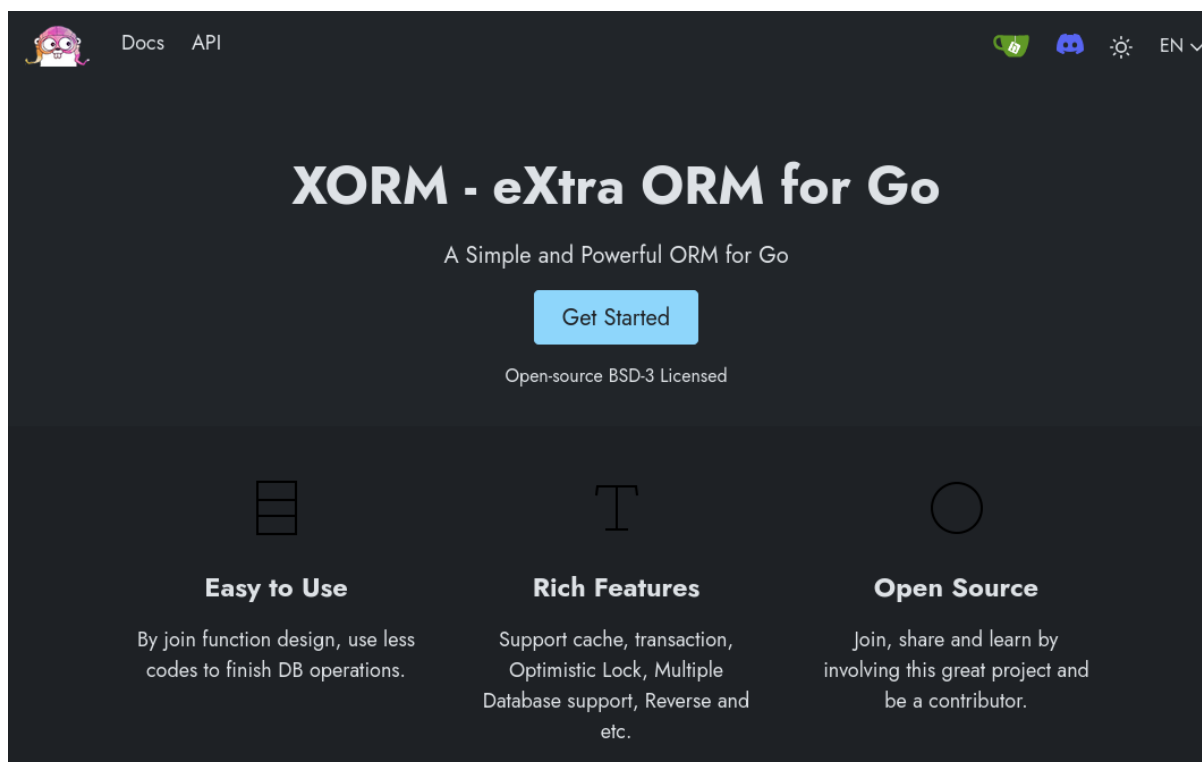 Docs API EN
XORM - eXtra ORM for Go
A Simple and Powerful ORM for Go
Get Started
Open-source BSD-3 Licensed
Easy to Use
By join function design, use less
codes to finish DB operations.
Rich Features
Support cache, transaction,
Optimistic Lock, Multiple
Database support, Reverse and
etc.
Open Source
Join, share and learn by
involving this great project and
be a contributor.